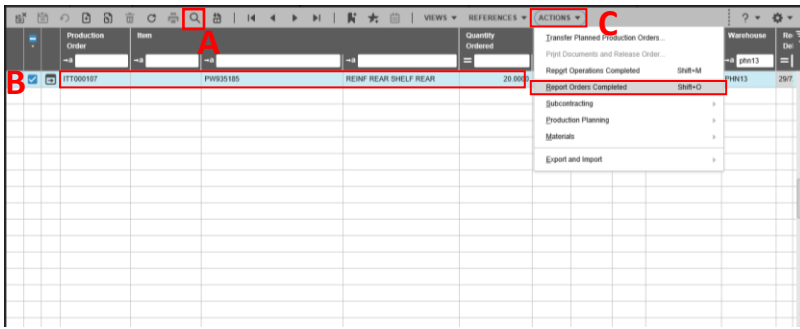 VIEWS REFERENCES ACTIONS C ?
A
Production Order Item Quantity Ordered Warehouse
phn13
B ITT000107 PW935185 REINF REAR SHELF REAR 20.0000 PHN13 29/7
Transfer Planned Production Orders...
Print Documents and Release Order...
Report Operations Completed Shift+M
Report Orders Completed Shift+O
Subcontracting
Production Planning
Materials
Export and Import